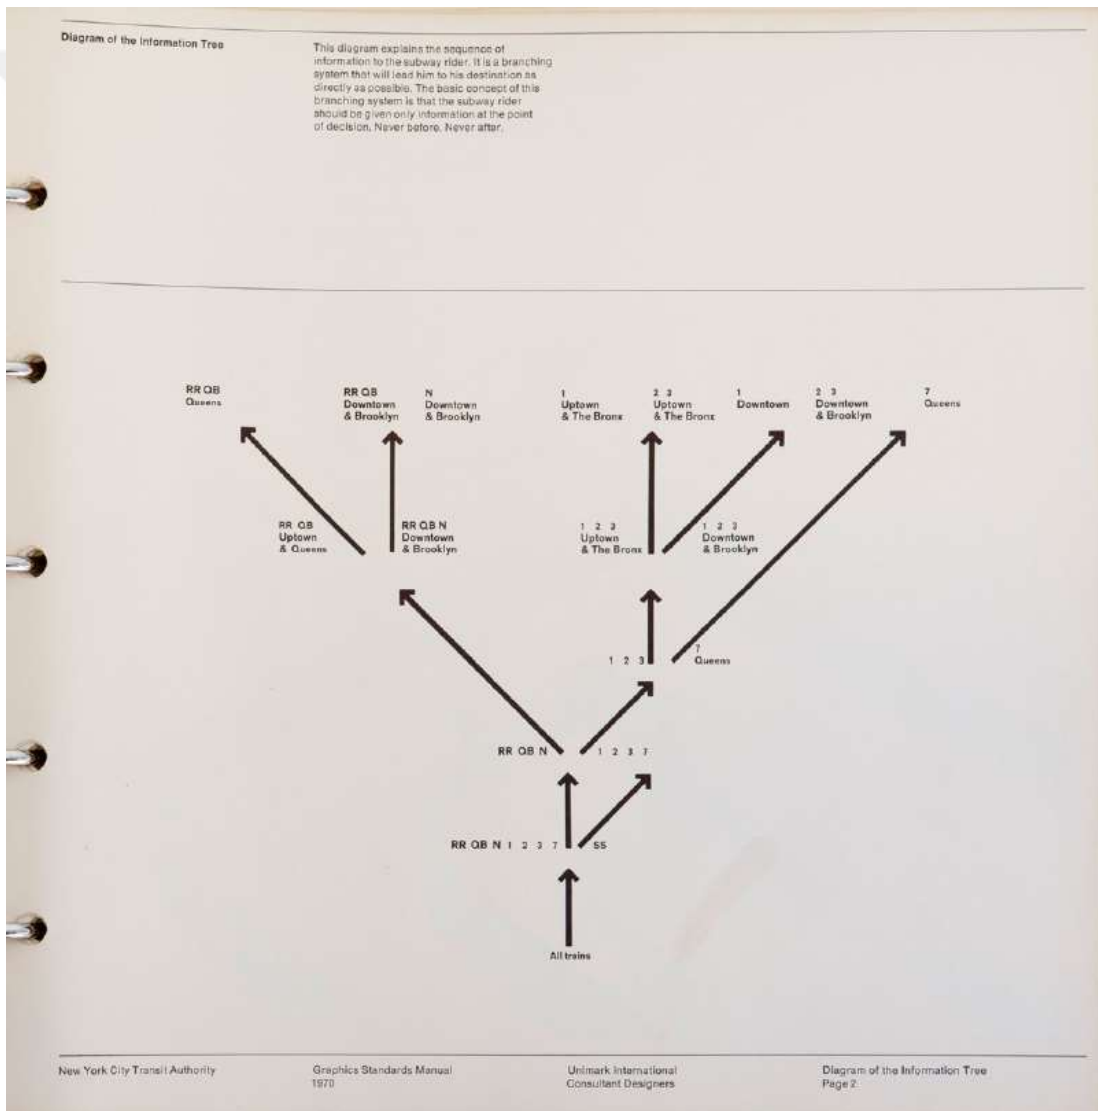 Diagram of the Information Tree
This diagram explains the sequence of
information to the subway rider. It is a branching
system that will lead him to his destination as
directly as possible. The basic concept of this
branching system is that the subway rider
should be given only information at the point
of decision. Never before. Never after.
RR QB
Queens
RR QB
Downtown
& Brooklyn
N
Downtown
& Brooklyn
1
Uptown
& The Bronx
2 3
Uptown
& The Bronx
1
Downtown
2 3
Downtown
& Brooklyn
7
Queens
RR QB
Uptown
& Queens
RR QB N
Downtown
& Brooklyn
1 2 3
Uptown
& The Bronx
1 2 3
Downtown
& Brooklyn
1 2 3
7
Queens
RR QB N
1 2 3 7
RR QB N 1 2 3 7
SS
All trains
New York City Transit Authority
Graphics Standards Manual
1970
Unimark International
Consultant Designers
Diagram of the Information Tree
Page 2